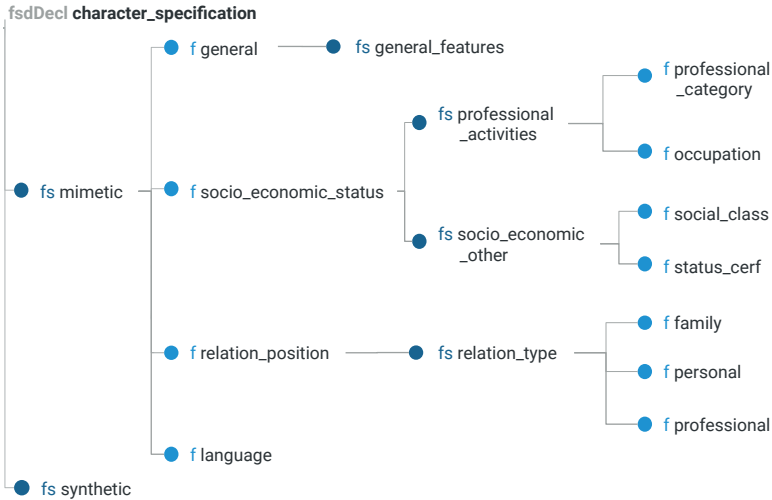 fsdDecl character_specification
f general
fs general_features
f professional
_category
fs professional
_activities
f occupation
fs mimetic
f socio_economic_status
f social_class
fs socio_economic
_other
f status_cerf
f family
f relation_position
fs relation_type
f personal
f professional
f language
fs synthetic